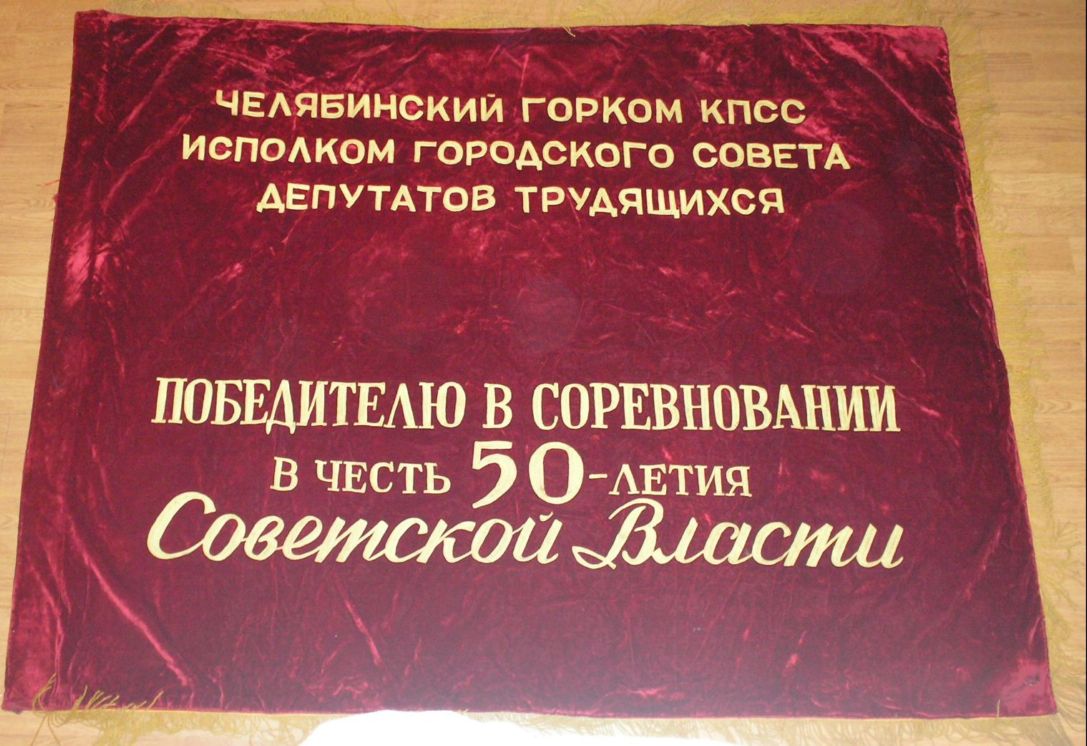 ЧЕЛЯБИНСКИЙ ГОРКОМ КПСС
ИСПОЛКОМ ГОРОДСКОГО СОВЕТА
ДЕПУТАТОВ ТРУДЯЩИХСЯ
ПОБЕДИТЕЛЮ В СОРЕВНОВАНИИ
В ЧЕСТЬ 50-ЛЕТИЯ
Советской Власти